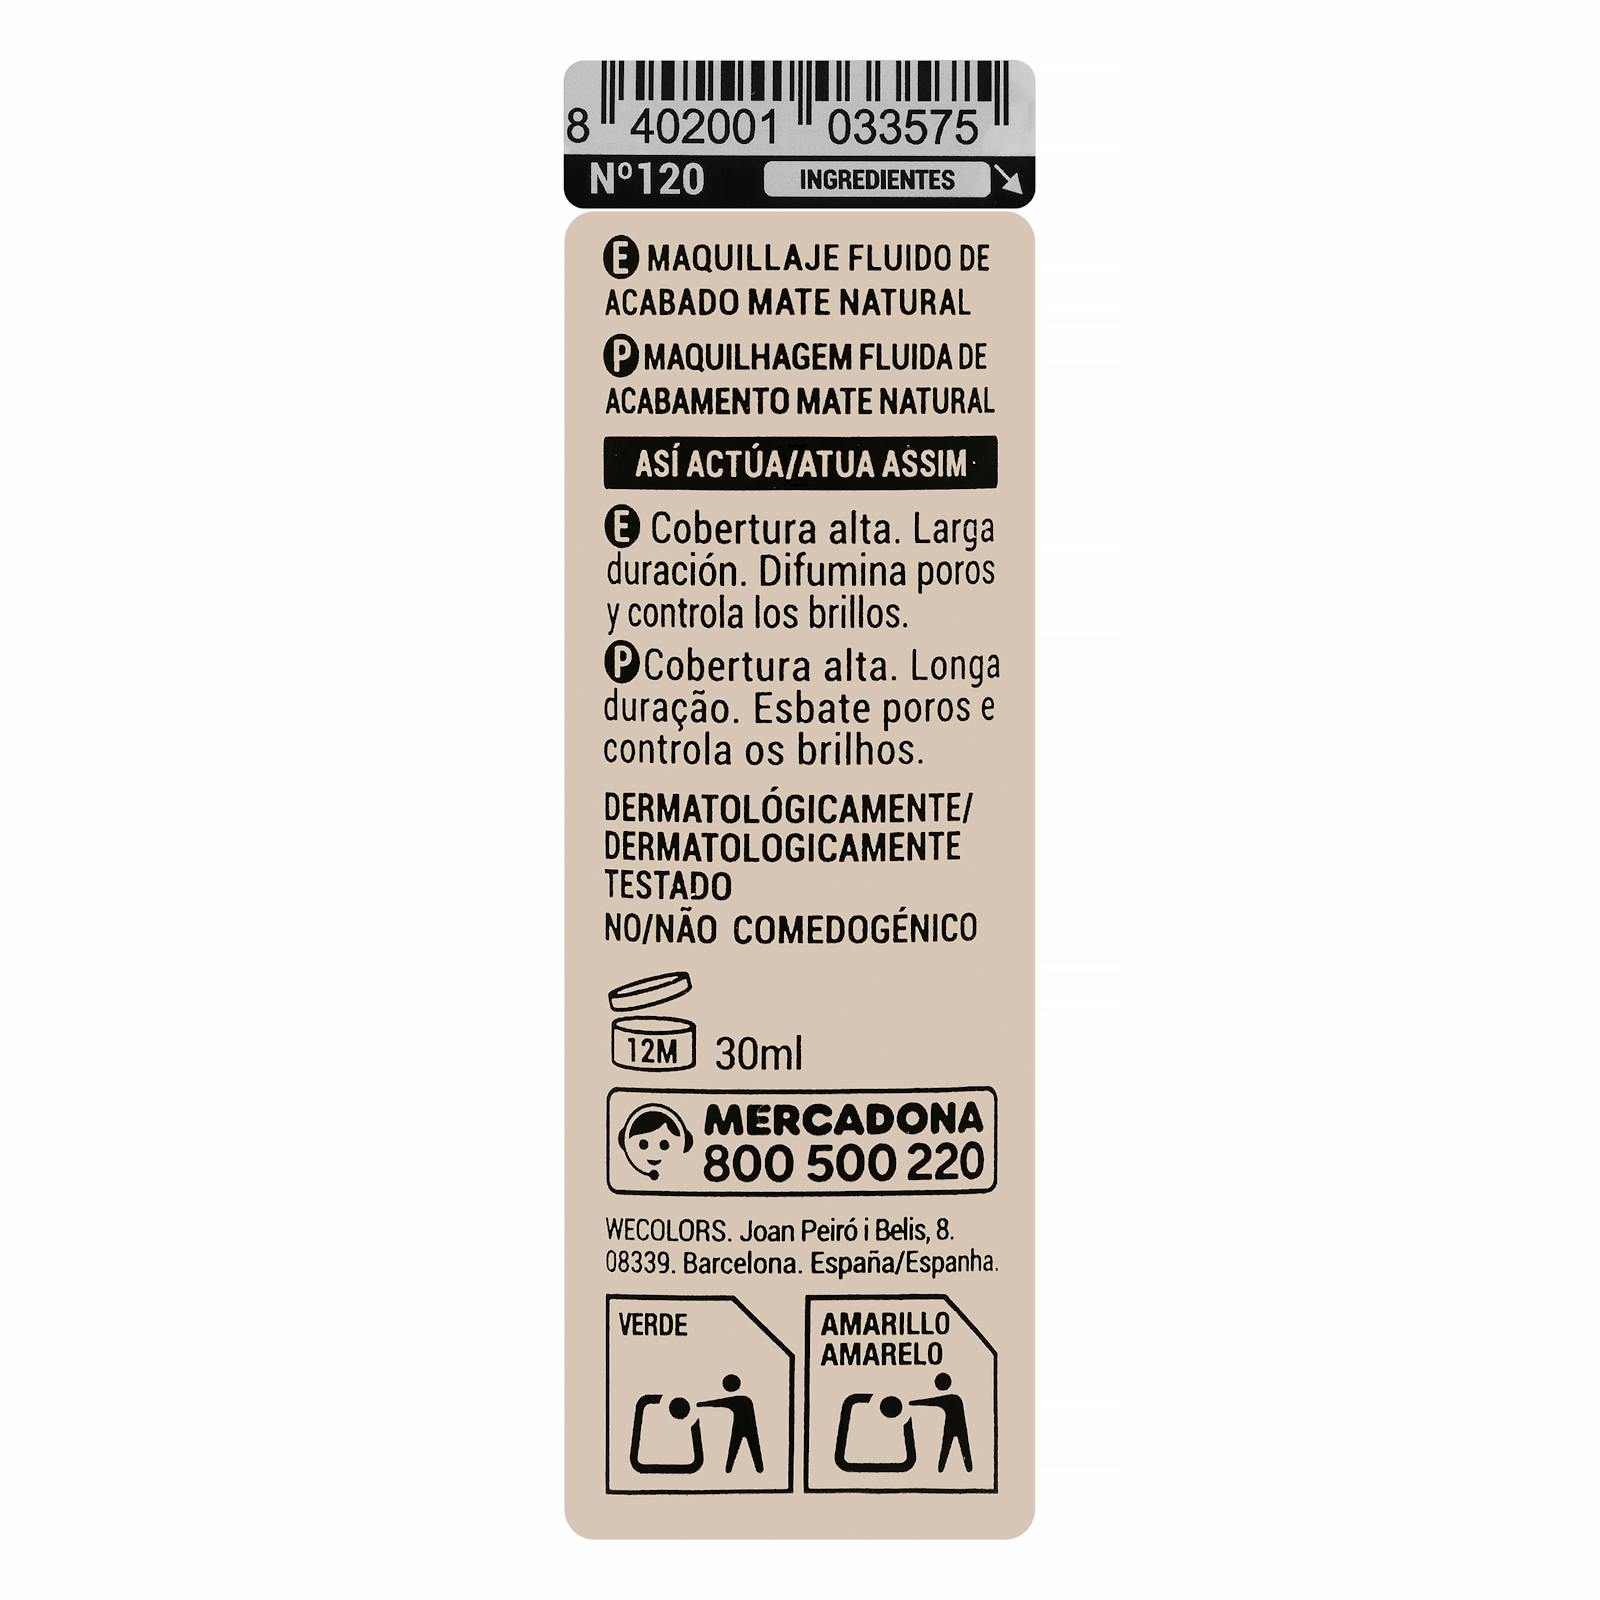 8 402001 033575
Nº120 INGREDIENTES
E MAQUILLAJE FLUIDO DE
ACABADO MATE NATURAL
P MAQUILHAGEM FLUIDA DE
ACABAMENTO MATE NATURAL
ASÍ ACTÚA/ATUA ASSIM
E Cobertura alta. Larga
duración. Difumina poros
y controla los brillos.
P Cobertura alta. Longa
duração. Esbate poros e
controla os brilhos.
DERMATOLÓGICAMENTE/
DERMATOLOGICAMENTE
TESTADO
NO/NÃO COMEDOGÉNICO
12M 30ml
MERCADONA
800 500 220
WECOLORS. Joan Peiró i Belis, 8.
08339. Barcelona. España/Espanha.
VERDE
AMARILLO
AMARELO